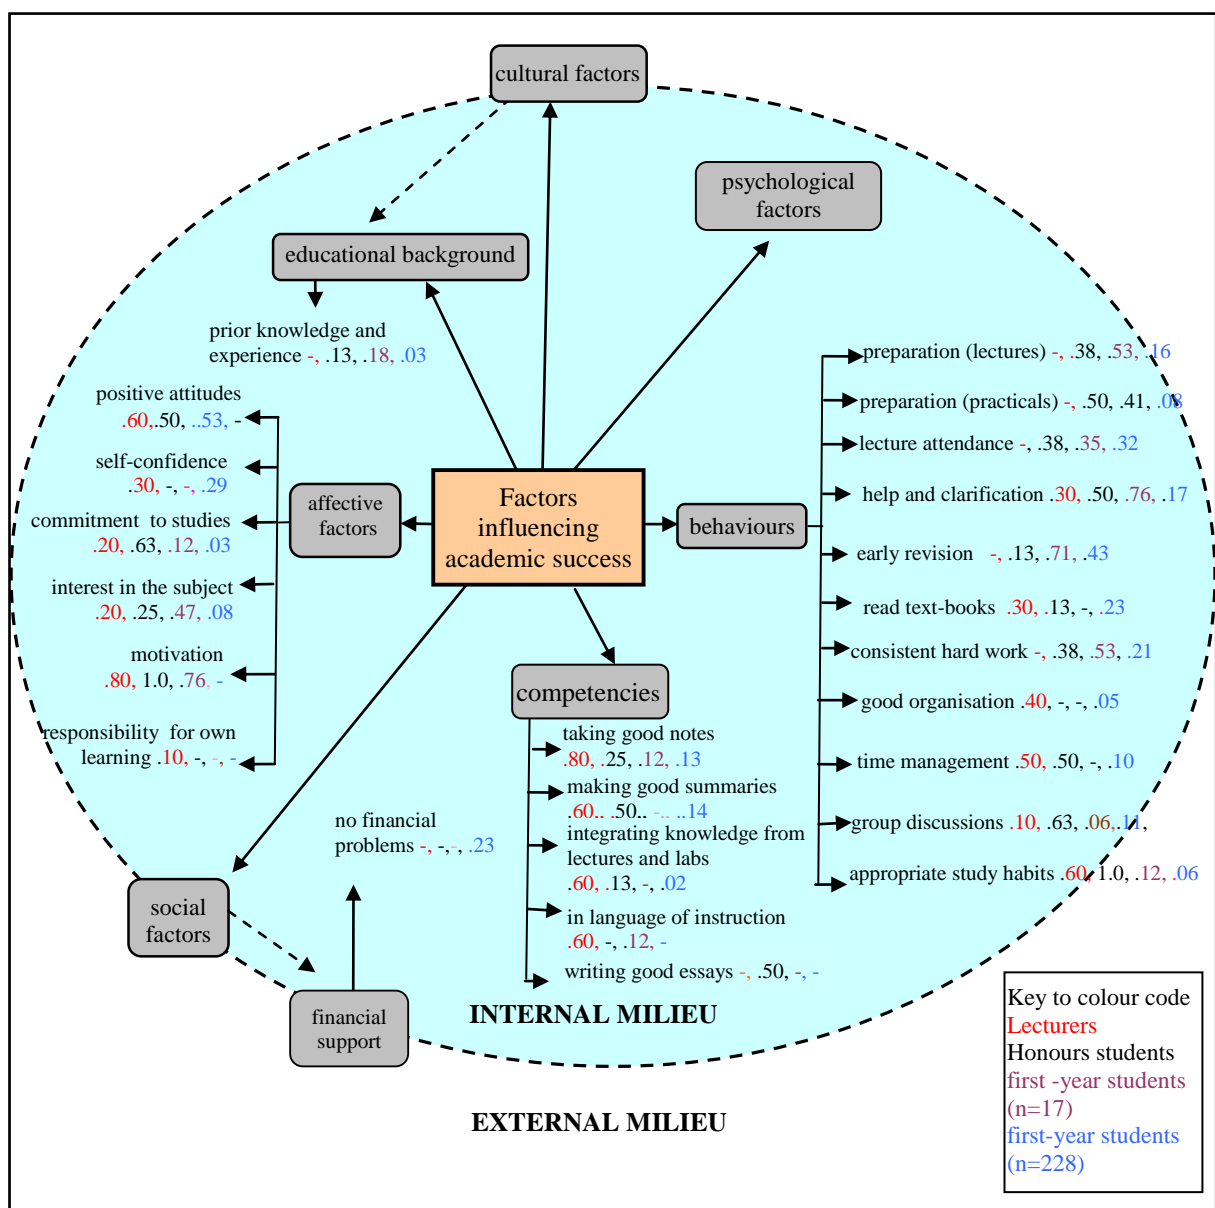 cultural factors
psychological
factors
educational background
prior knowledge and
experience -, .13, .18, .03
positive attitudes
.60,.50, ..53, -
self-confidence
.30, -, -, .29
commitment to studies
.20, .63, .12, .03
interest in the subject
.20, .25, .47, .08
motivation
.80, 1.0, .76, -
responsibility for own
learning .10, -, -, -
affective
factors
Factors
influencing
academic success
behaviours
preparation (lectures) -, .38, .53, .16
preparation (practicals) -, .50, .41, .08
lecture attendance -, .38, .35, .32
help and clarification .30, .50, .76, .17
early revision -, .13, .71, .43
read text-books .30, .13, -, .23
consistent hard work -, .38, .53, .21
good organisation .40, -, -, .05
time management .50, .50, -, .10
group discussions .10, .63, .06,.11,
appropriate study habits .60, 1.0, .12, .06
competencies
taking good notes
.80, .25, .12, .13
making good summaries
.60.. .50.. -.. ..14
integrating knowledge from
lectures and labs
.60, .13, -, .02
in language of instruction
.60, -, .12, -
writing good essays -, .50, -, -
no financial
problems -, -,-, .23
social
factors
financial
support
INTERNAL MILIEU
EXTERNAL MILIEU
Key to colour code
Lecturers
Honours students
first -year students
(n=17)
first-year students
(n=228)